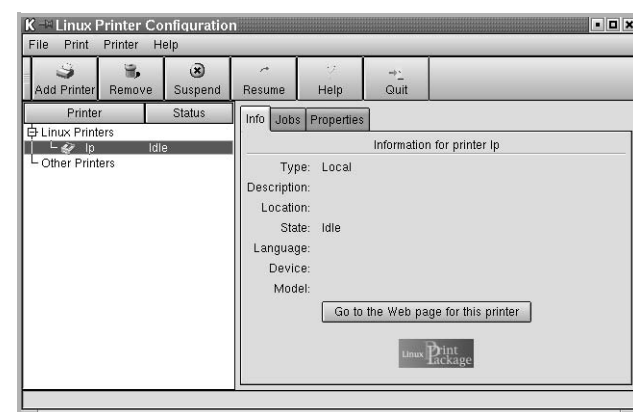 K Linux Printer Configuration
File Print Printer Help
Add Printer Remove Suspend Resume Help Quit
Printer Status
Info Jobs Properties
Linux Printers
lp Idle
Other Printers
Information for printer lp
Type: Local
Description:
Location:
State: Idle
Language:
Device:
Model:
Go to the Web page for this printer
Linux Print Package